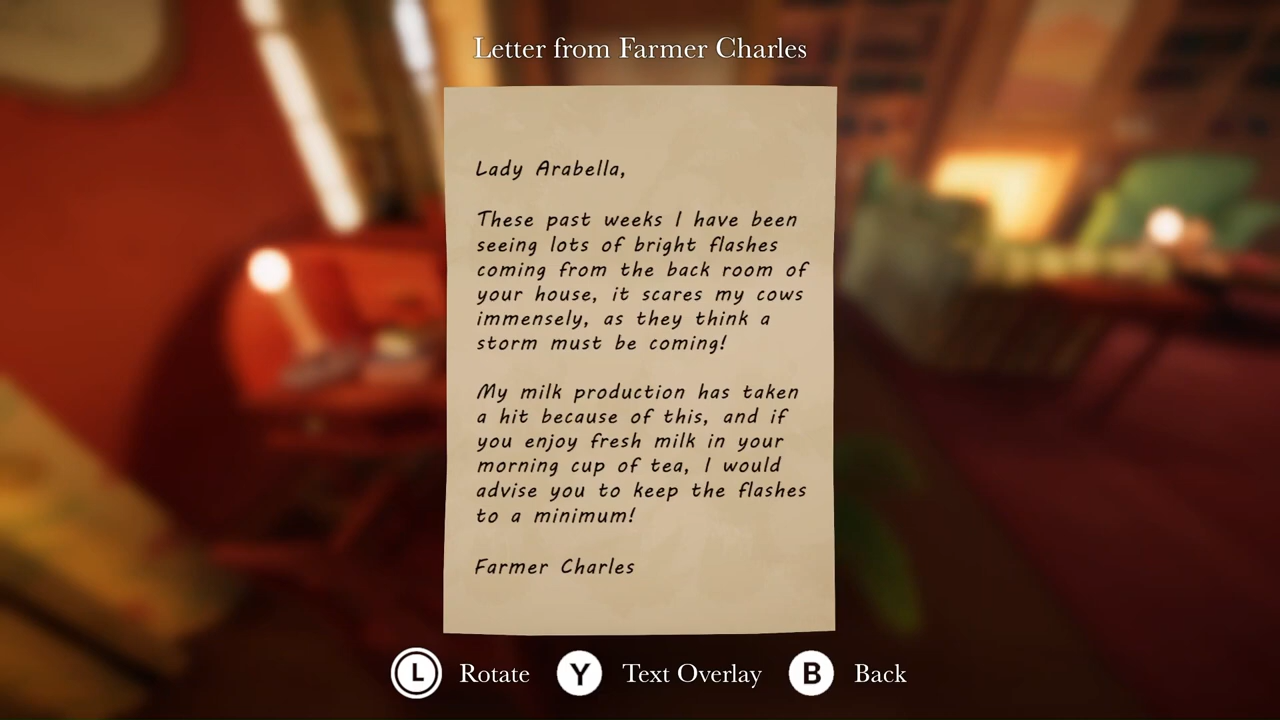 Letter from Farmer Charles
Lady Arabella,
These past weeks I have been
seeing lots of bright flashes
coming from the back room of
your house, it scares my cows
immensely, as they think a
storm must be coming!
My milk production has taken
a hit because of this, and if
you enjoy fresh milk in your
morning cup of tea, I would
advise you to keep the flashes
to a minimum!
Farmer Charles
L Rotate Y Text Overlay B Back